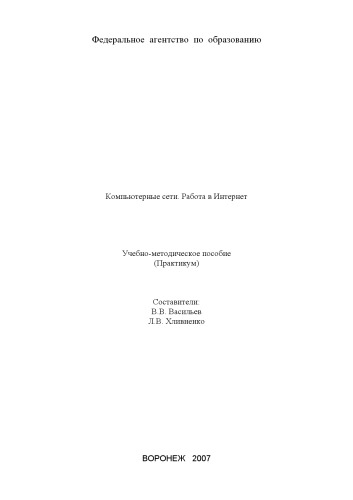 Федеральное агентство по образованию
Компьютерные сети. Работа в Интернет
Учебно-методическое пособие
(Практикум)
Составители:
В.В. Васильев
Л.В. Хливненко
ВОРОНЕЖ 2007